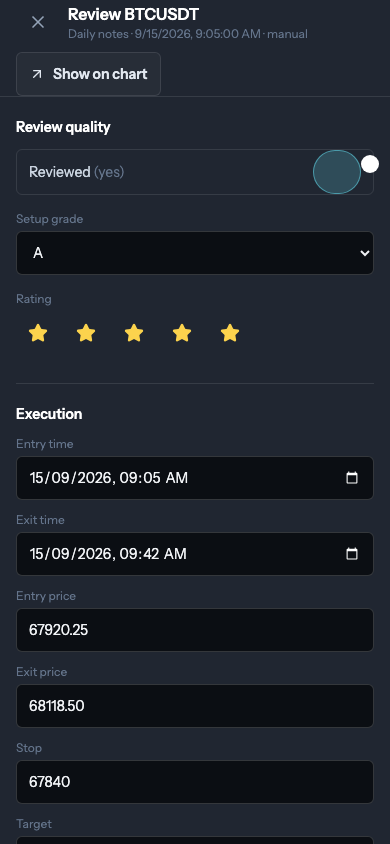 Review BTCUSDT
Daily notes · 9/15/2026, 9:05:00 AM · manual
Show on chart
Review quality
Reviewed (yes)
Setup grade
A
Rating
Execution
Entry time
15/09/2026, 09:05 AM
Exit time
15/09/2026, 09:42 AM
Entry price
67920.25
Exit price
68118.50
Stop
67840
Target